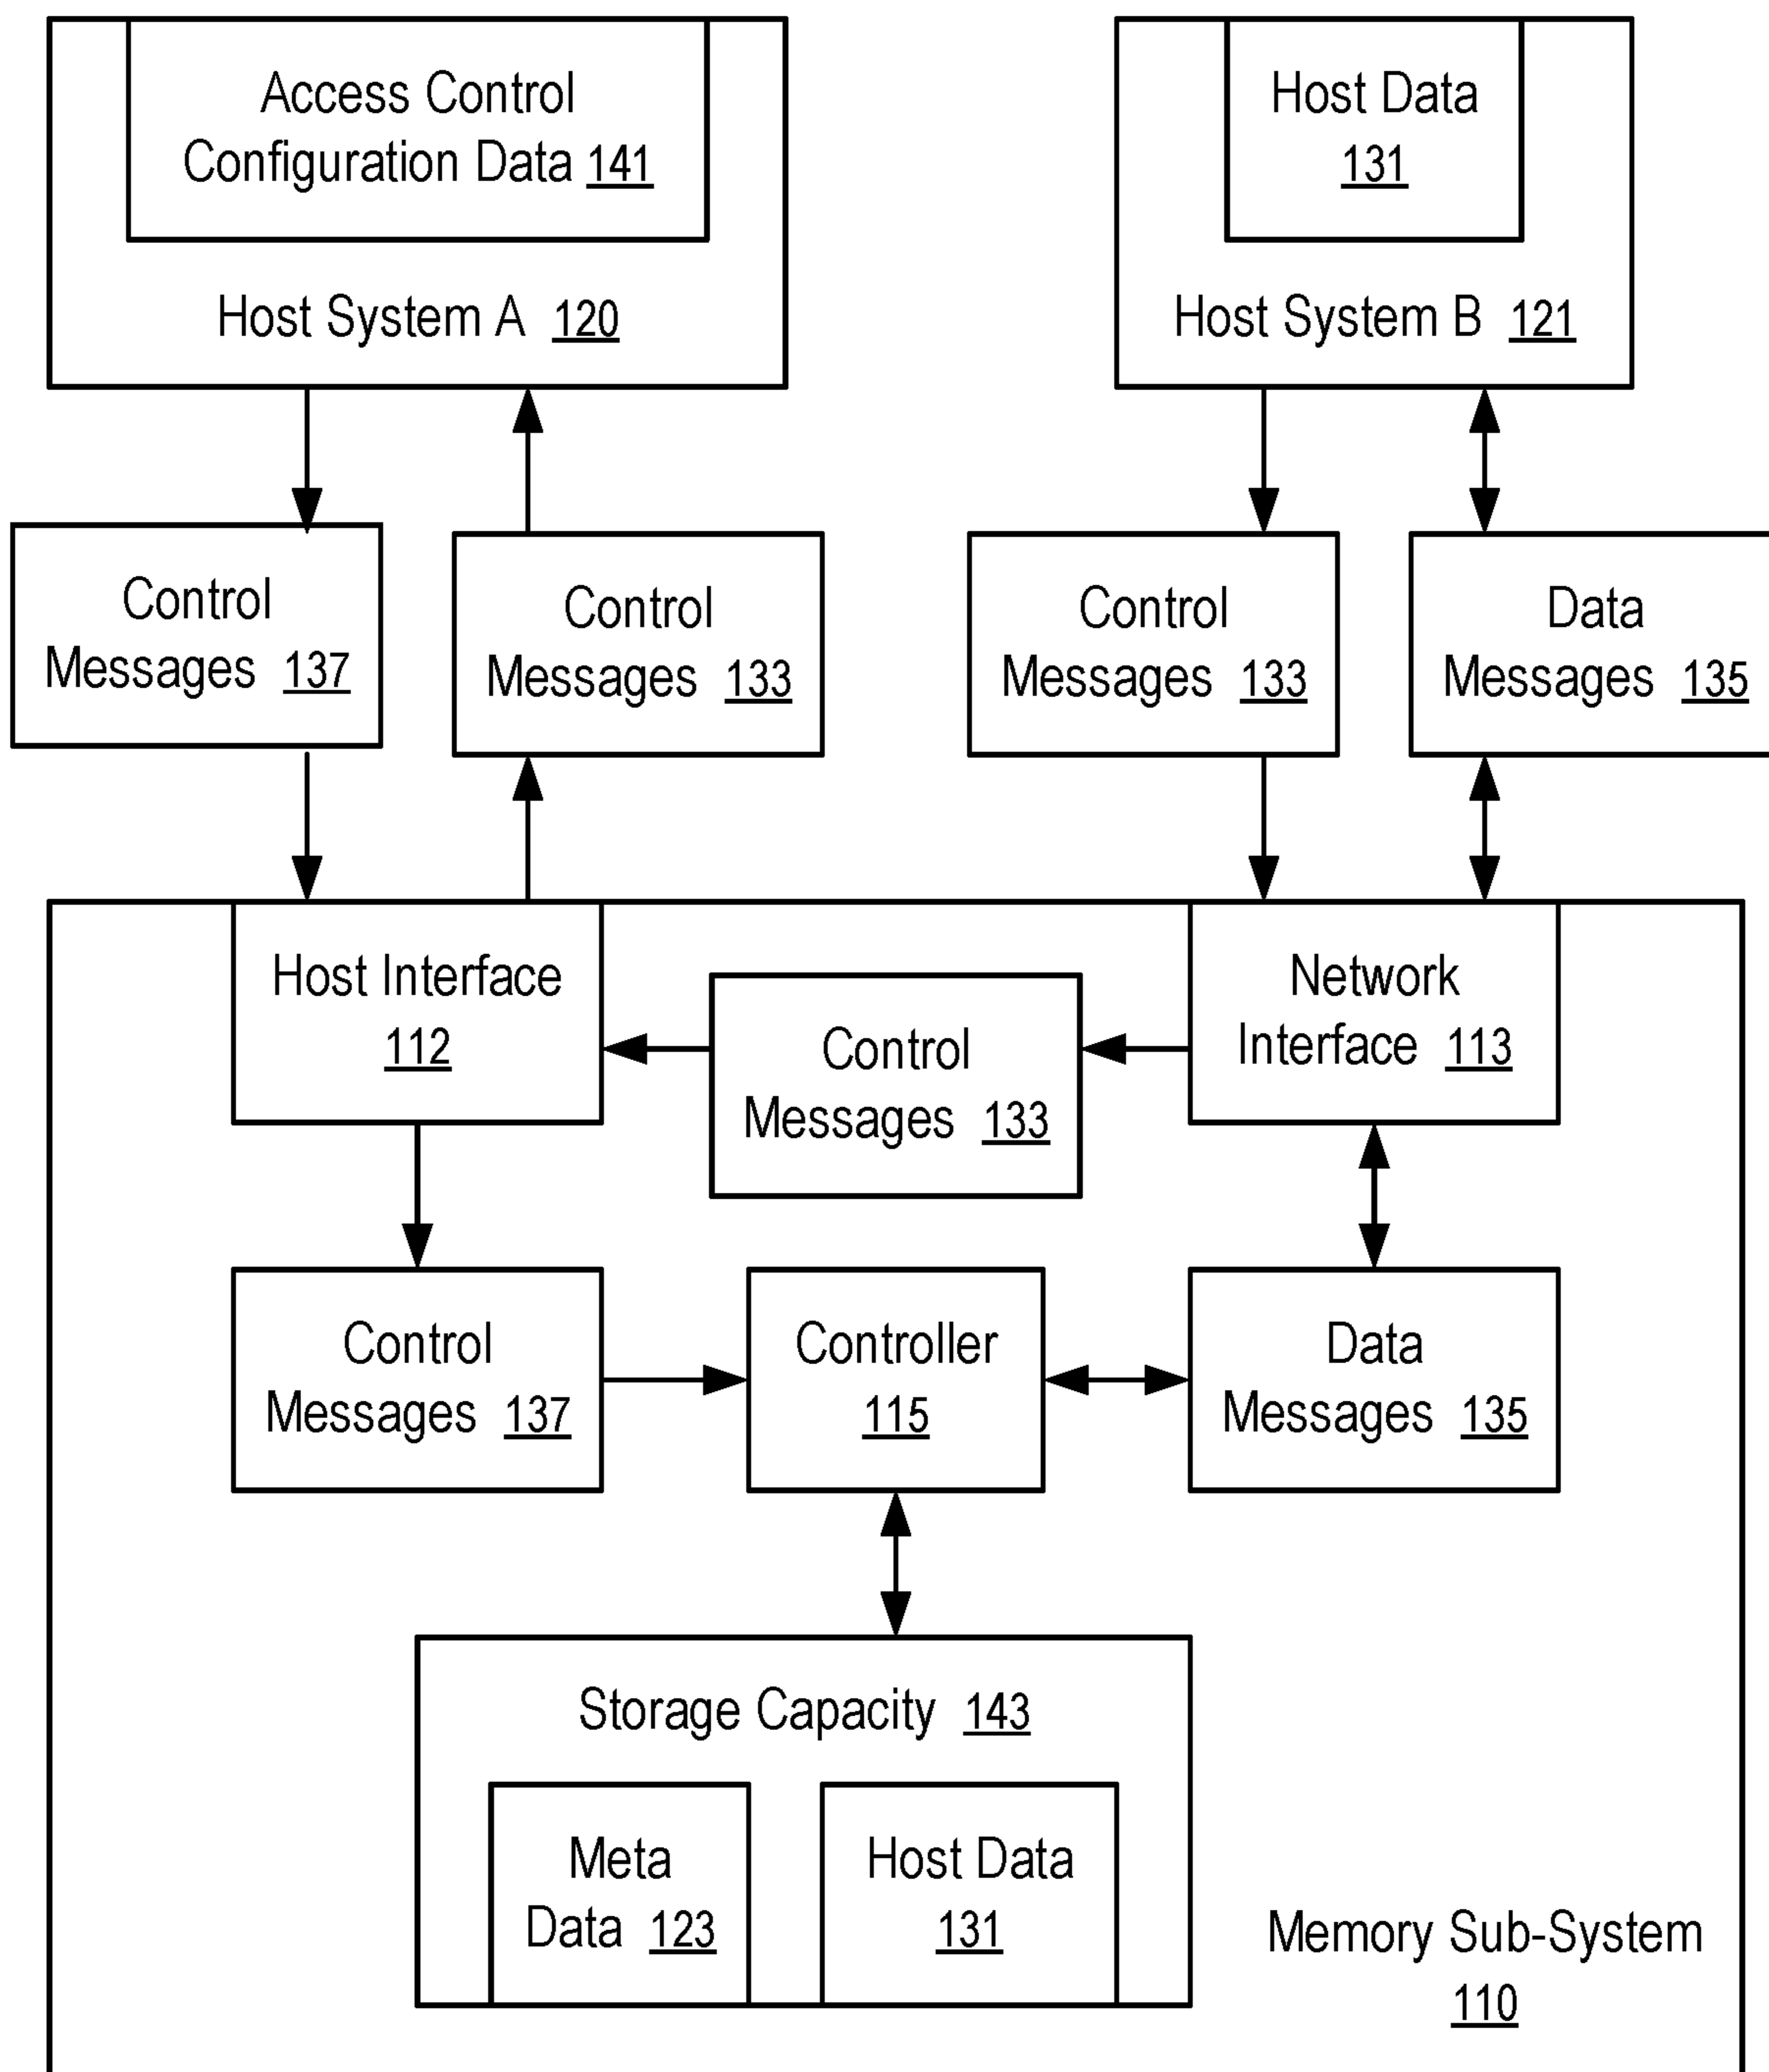 Access Control
Configuration Data 141
Host System A 120
Host Data
131
Host System B 121
Control
Messages 137
Control
Messages 133
Control
Messages 133
Data
Messages 135
Host Interface
112
Control
Messages 133
Network
Interface 113
Control
Messages 137
Controller
115
Data
Messages 135
Storage Capacity 143
Meta
Data 123
Host Data
131
Memory Sub-System
110